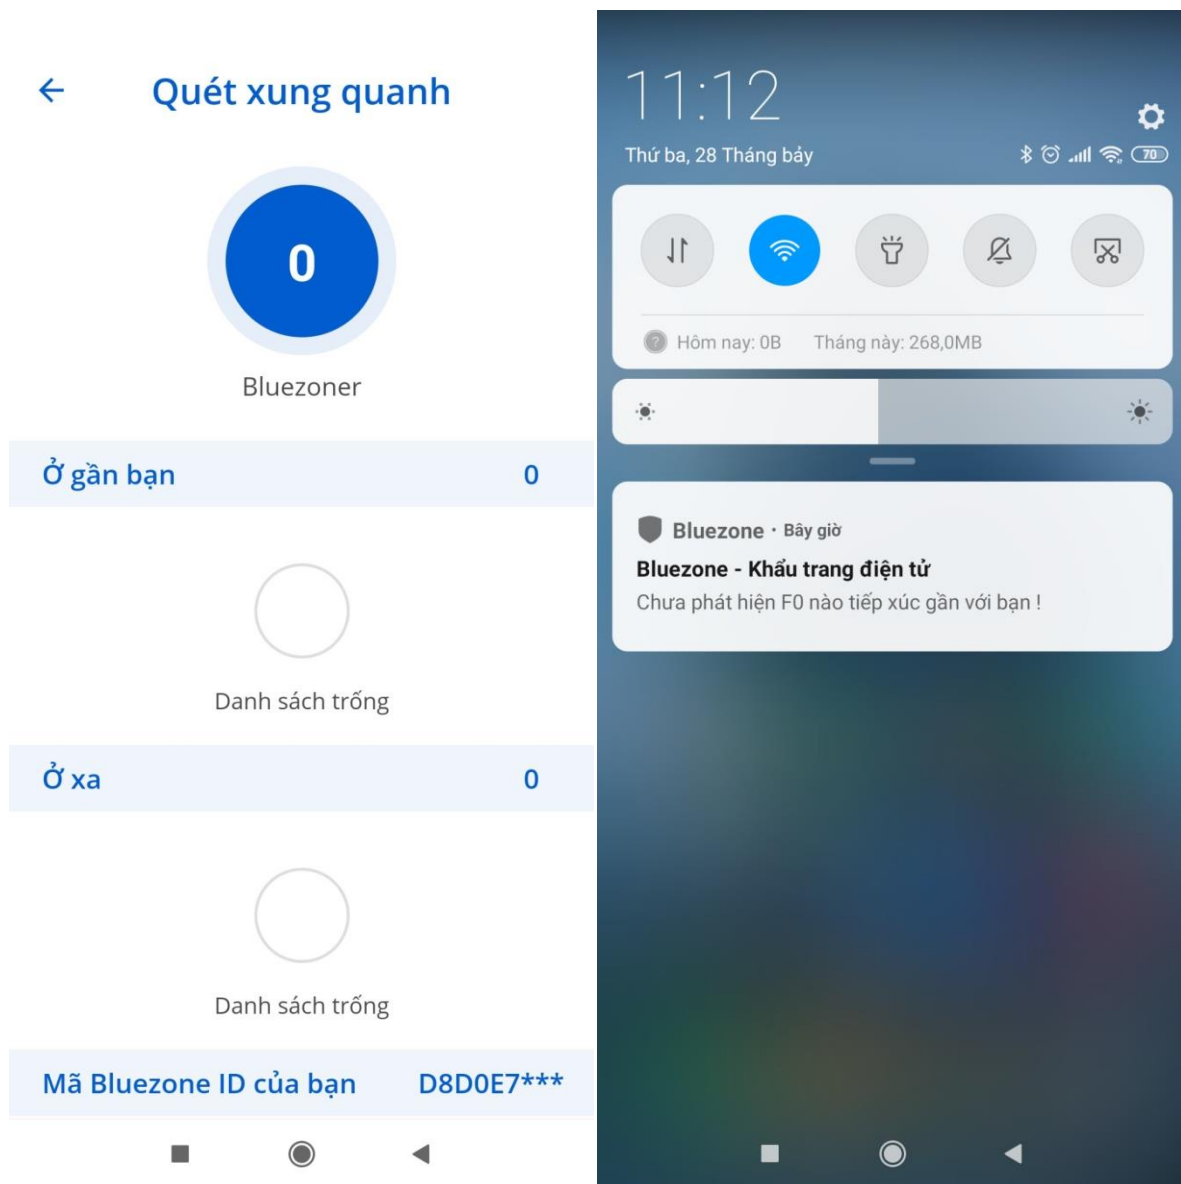 Quét xung quanh
0
Bluezoner
Ở gần bạn 0
Danh sách trống
Ở xa 0
Danh sách trống
Mã Bluezone ID của bạn D8D0E7***
11:12
Thứ ba, 28 Tháng bảy
70
Hôm nay: 0B Tháng này: 268,0MB
Bluezone · Bây giờ
Bluezone - Khẩu trang điện tử
Chưa phát hiện F0 nào tiếp xúc gần với bạn !